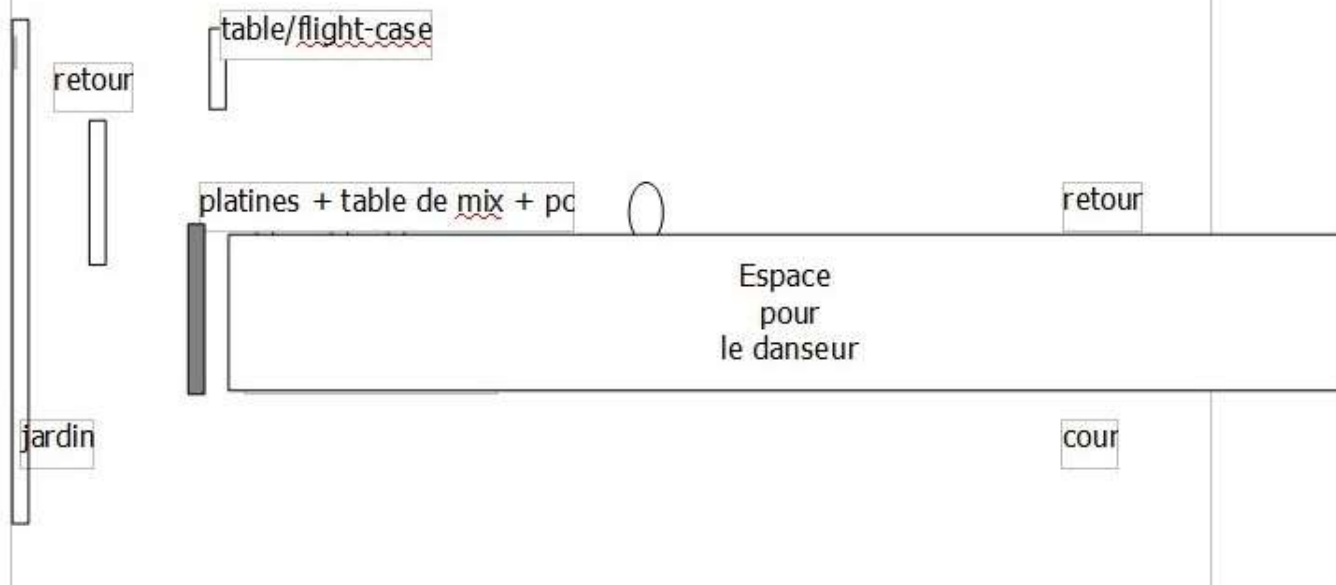 table/flight-case
retour
platines + table de mix + pc
retour
Espace
pour
le danseur
jardin
cour